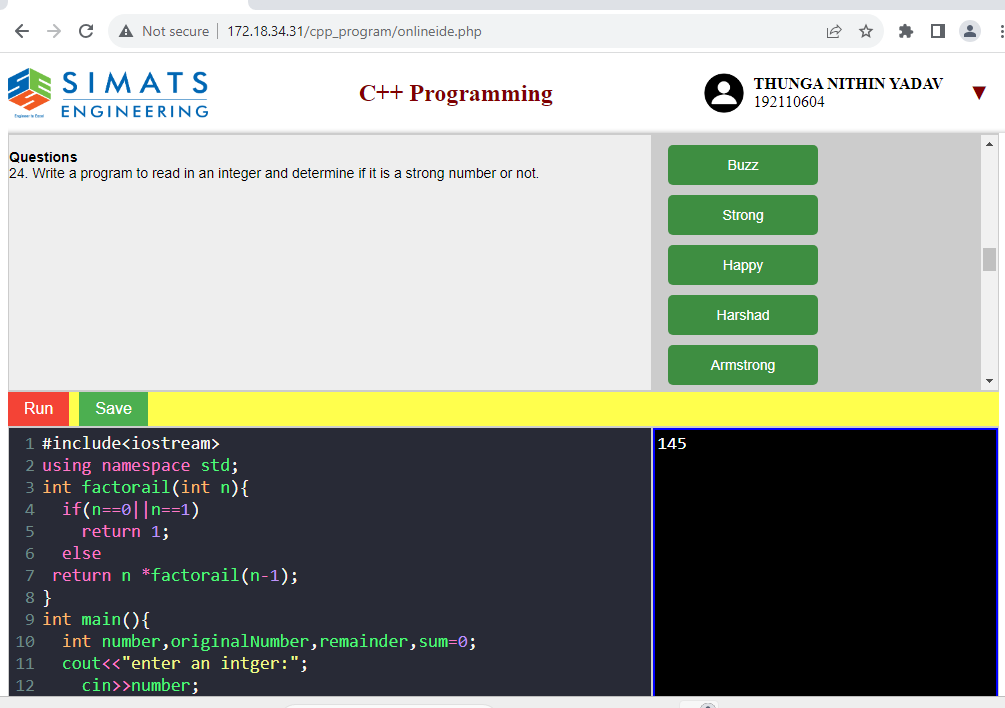 Not secure | 172.18.34.31/cpp_program/onlineide.php
SIMATS
ENGINEERING
Engineer to Excel
C++ Programming
THUNGA NITHIN YADAV
192110604
Questions
24. Write a program to read in an integer and determine if it is a strong number or not.
Buzz
Strong
Happy
Harshad
Armstrong
Run
Save
1 #include<iostream>
2 using namespace std;
3 int factorail(int n){
4 if(n==0||n==1)
5 return 1;
6 else
7 return n *factorail(n-1);
8 }
9 int main(){
10 int number,originalNumber,remainder,sum=0;
11 cout<<"enter an intger:";
12 cin>>number;
145